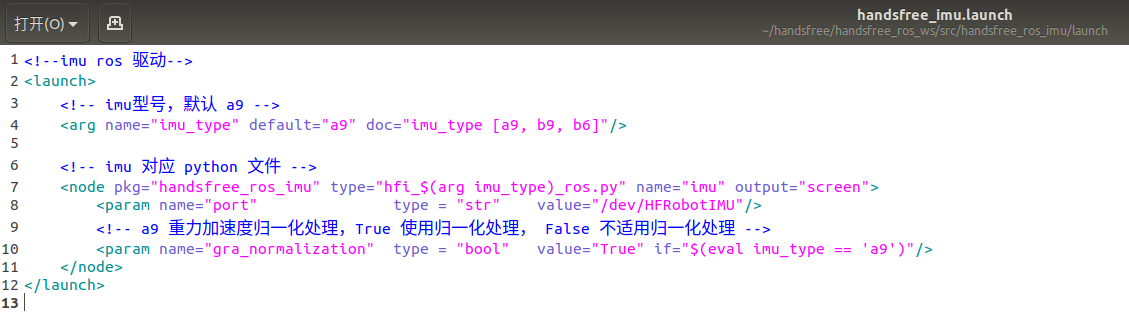 打开(O)
handsfree_imu.launch
~/handsfree/handsfree_ros_ws/src/handsfree_ros_imu/launch
1 <!--imu ros 驱动-->
2 <launch>
3     <!-- imu型号，默认 a9 -->
4     <arg name="imu_type" default="a9" doc="imu_type [a9, b9, b6]"/>
5
6     <!-- imu 对应 python 文件 -->
7     <node pkg="handsfree_ros_imu" type="hfi_$(arg imu_type)_ros.py" name="imu" output="screen">
8         <param name="port"               type = "str"    value="/dev/HFRobotIMU"/>
9         <!-- a9 重力加速度归一化处理，True 使用归一化处理， False 不适用归一化处理 -->
10         <param name="gra_normalization"  type = "bool"   value="True" if="$(eval imu_type == 'a9')"/>
11     </node>
12 </launch>
13